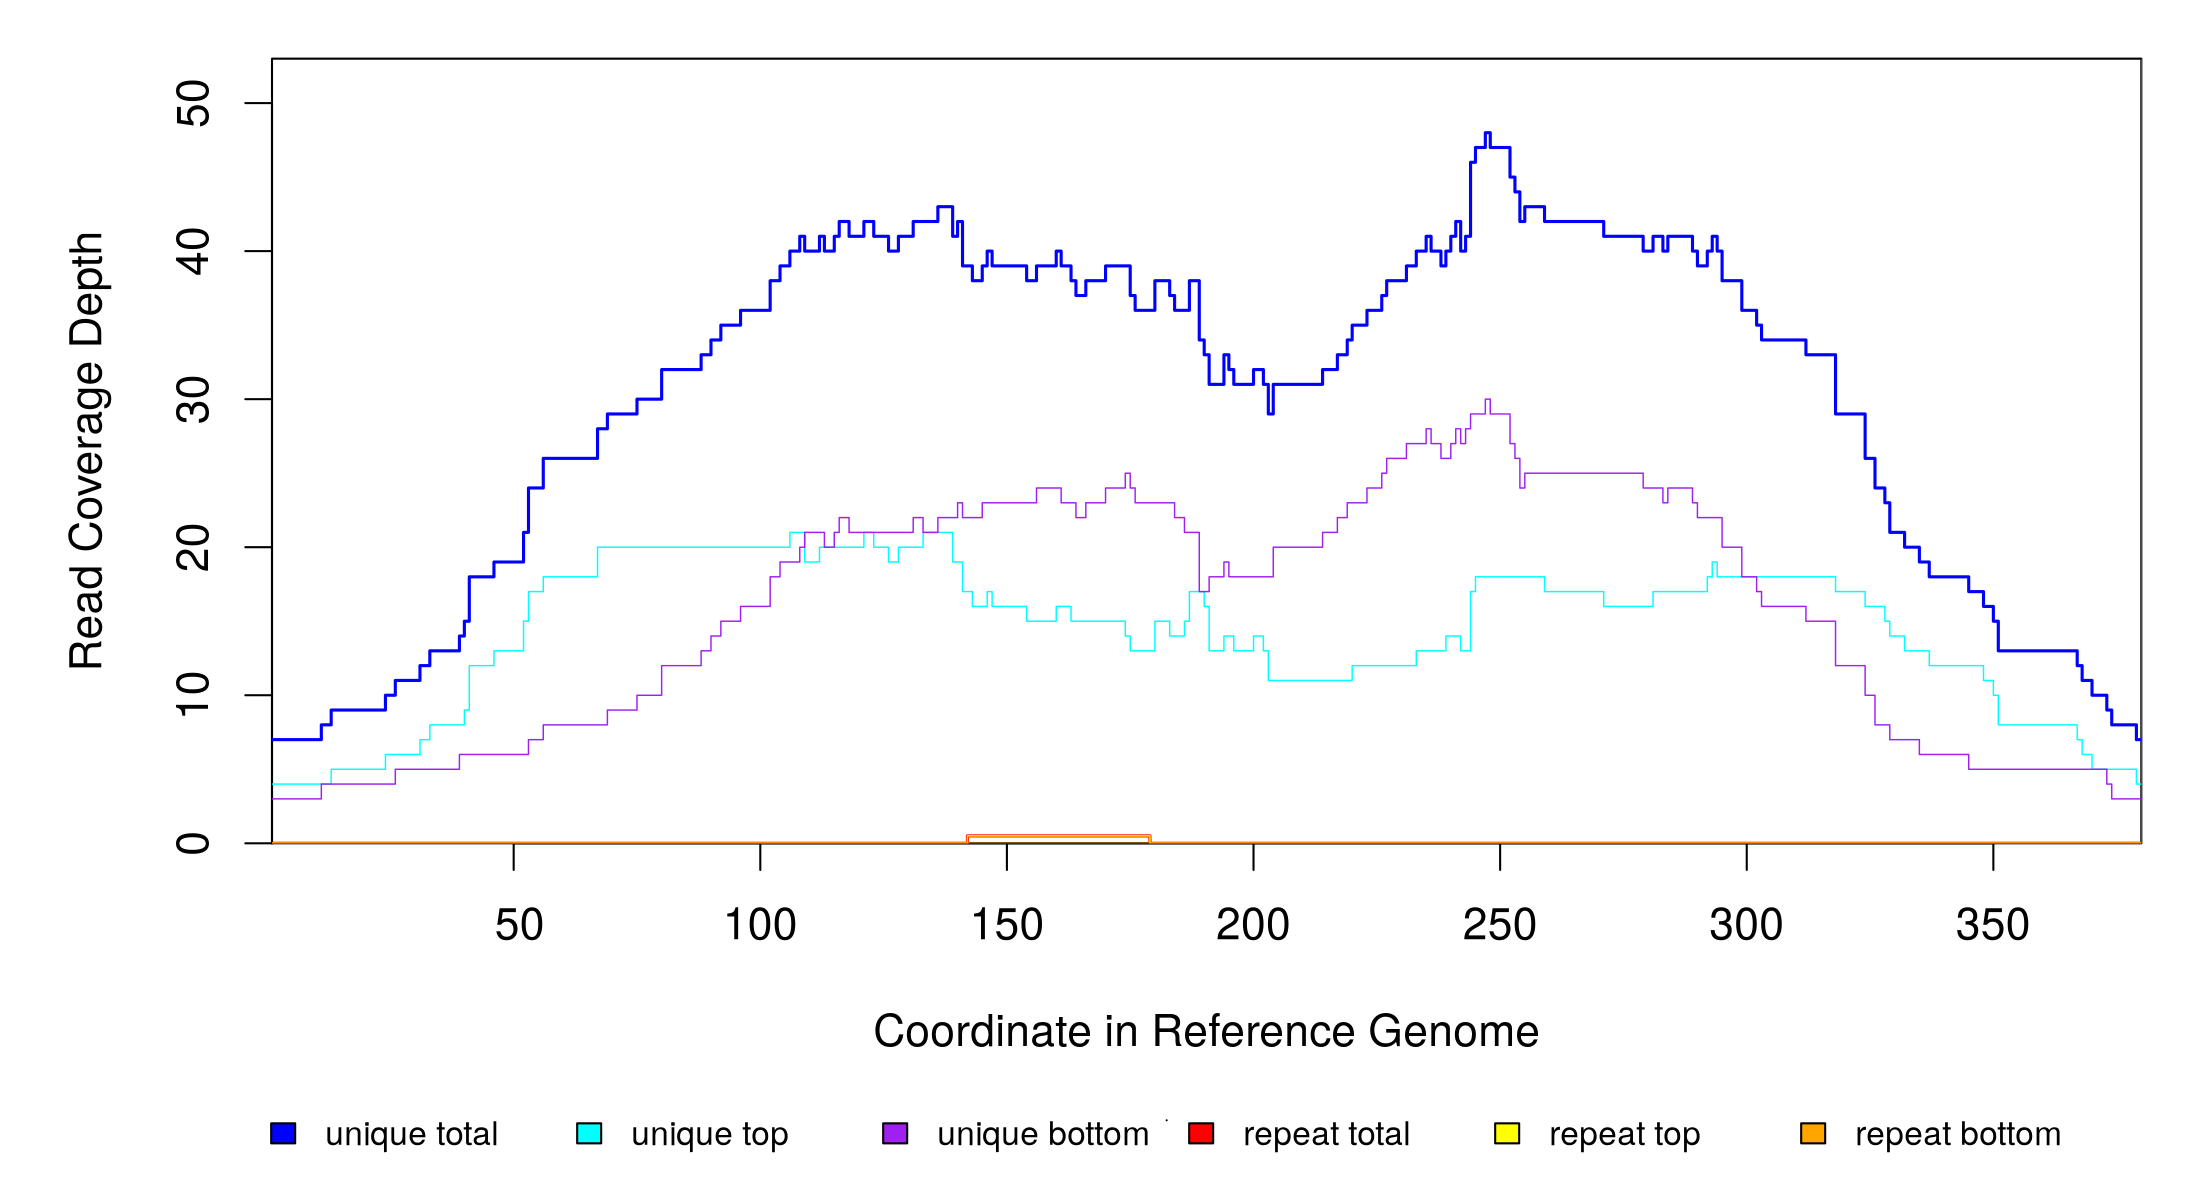 Read Coverage Depth
50
40
30
20
10
0
50 100 150 200 250 300 350
Coordinate in Reference Genome
unique total unique top unique bottom repeat total repeat top repeat bottom